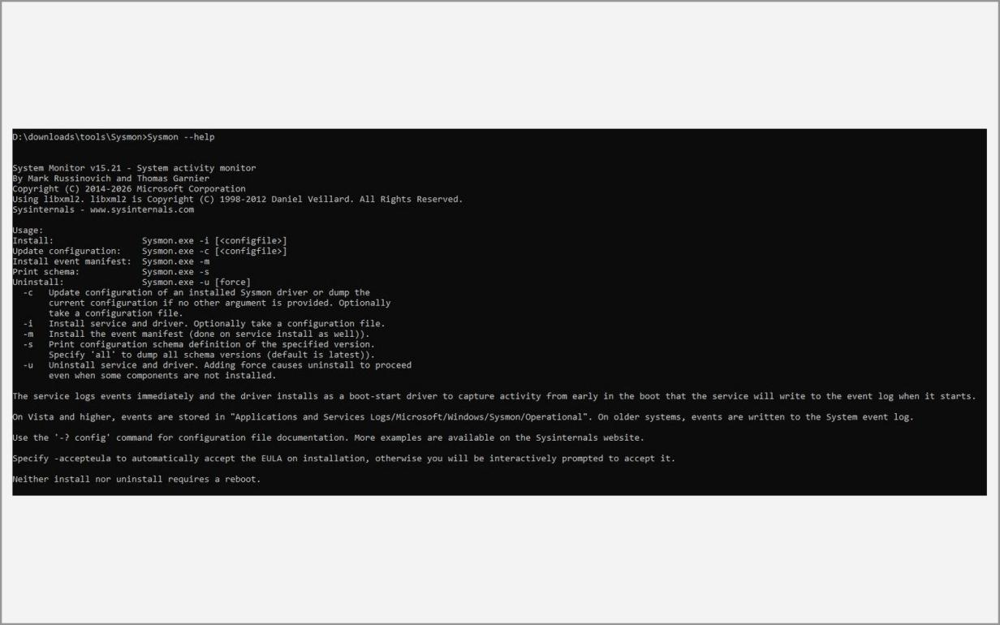 D:\downloads\tools\Sysmon>Sysmon --help
System Monitor v15.21 - System activity monitor
By Mark Russinovich and Thomas Garnier
Copyright (C) 2014-2026 Microsoft Corporation
Using libxml2. libxml2 is Copyright (C) 1998-2012 Daniel Veillard. All Rights Reserved.
Sysinternals - www.sysinternals.com
Usage:
Install:                 Sysmon.exe -i [<configfile>]
Update configuration:    Sysmon.exe -c [<configfile>]
Install event manifest:  Sysmon.exe -m
Print schema:            Sysmon.exe -s
Uninstall:               Sysmon.exe -u [force]
  -c   Update configuration of an installed Sysmon driver or dump the
       current configuration if no other argument is provided. Optionally
       take a configuration file.
  -i   Install service and driver. Optionally take a configuration file.
  -m   Install the event manifest (done on service install as well)).
  -s   Print configuration schema definition of the specified version.
       Specify 'all' to dump all schema versions (default is latest)).
  -u   Uninstall service and driver. Adding force causes uninstall to proceed
       even when some components are not installed.
The service logs events immediately and the driver installs as a boot-start driver to capture activity from early in the boot that the service will write to the event log when it starts.
On Vista and higher, events are stored in "Applications and Services Logs/Microsoft/Windows/Sysmon/Operational". On older systems, events are written to the System event log.
Use the '-? config' command for configuration file documentation. More examples are available on the Sysinternals website.
Specify -accepteula to automatically accept the EULA on installation, otherwise you will be interactively prompted to accept it.
Neither install nor uninstall requires a reboot.